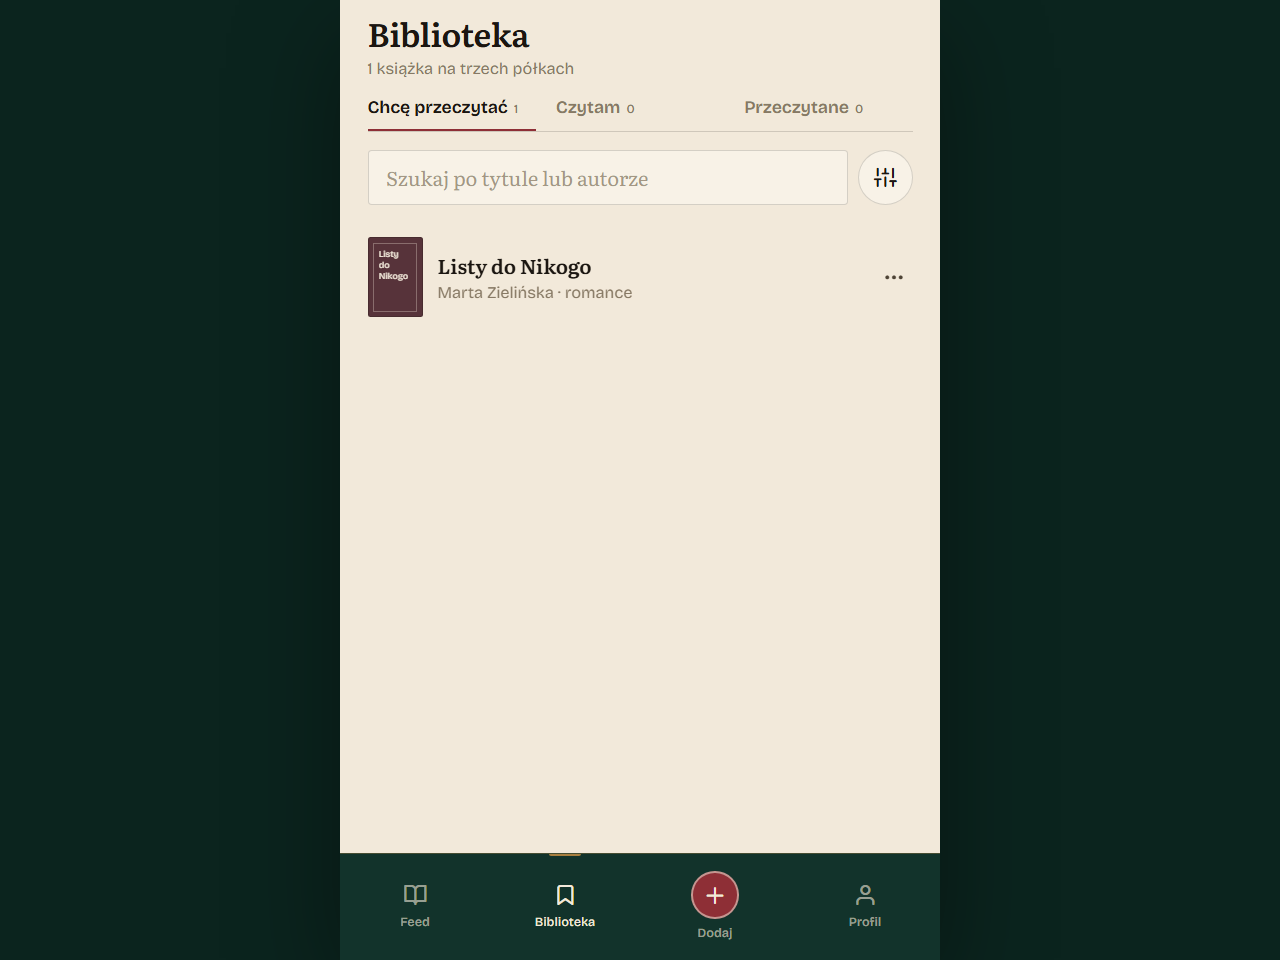 Biblioteka
1 książka na trzech półkach
Chcę przeczytać 1
Czytam 0
Przeczytane 0
Szukaj po tytule lub autorze
Listy
do
Nikogo
Listy do Nikogo
Marta Zielińska · romance
Feed
Biblioteka
Dodaj
Profil